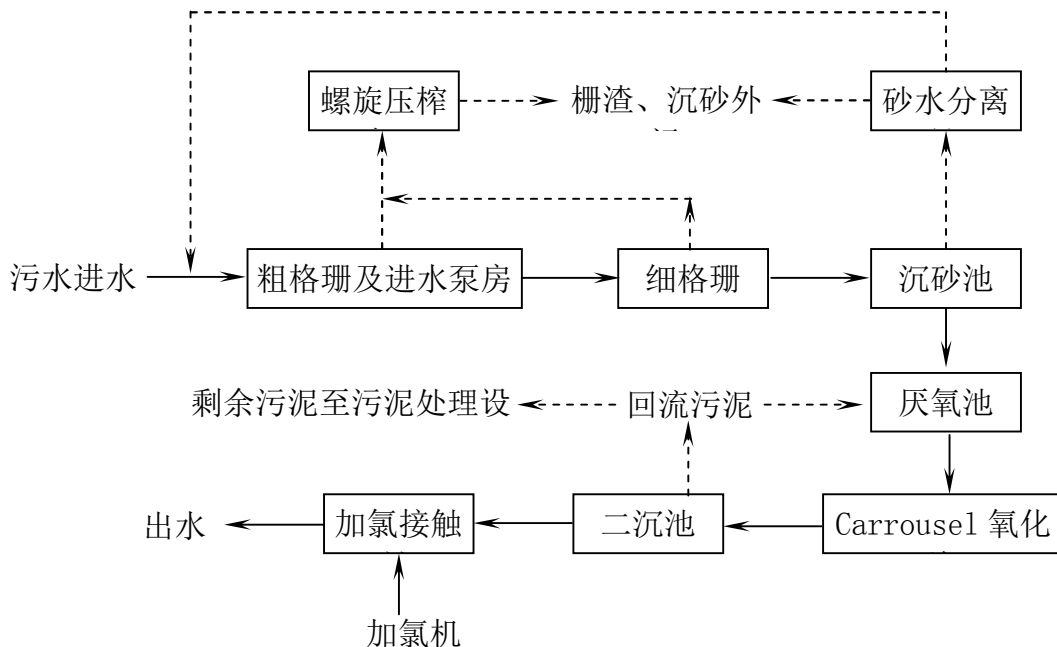 螺旋压榨
栅渣、沉砂外
砂水分离
污水进水
粗格珊及进水泵房
细格珊
沉砂池
剩余污泥至污泥处理设
回流污泥
厌氧池
出水
加氯接触
二沉池
Carrousel 氧化
加氯机